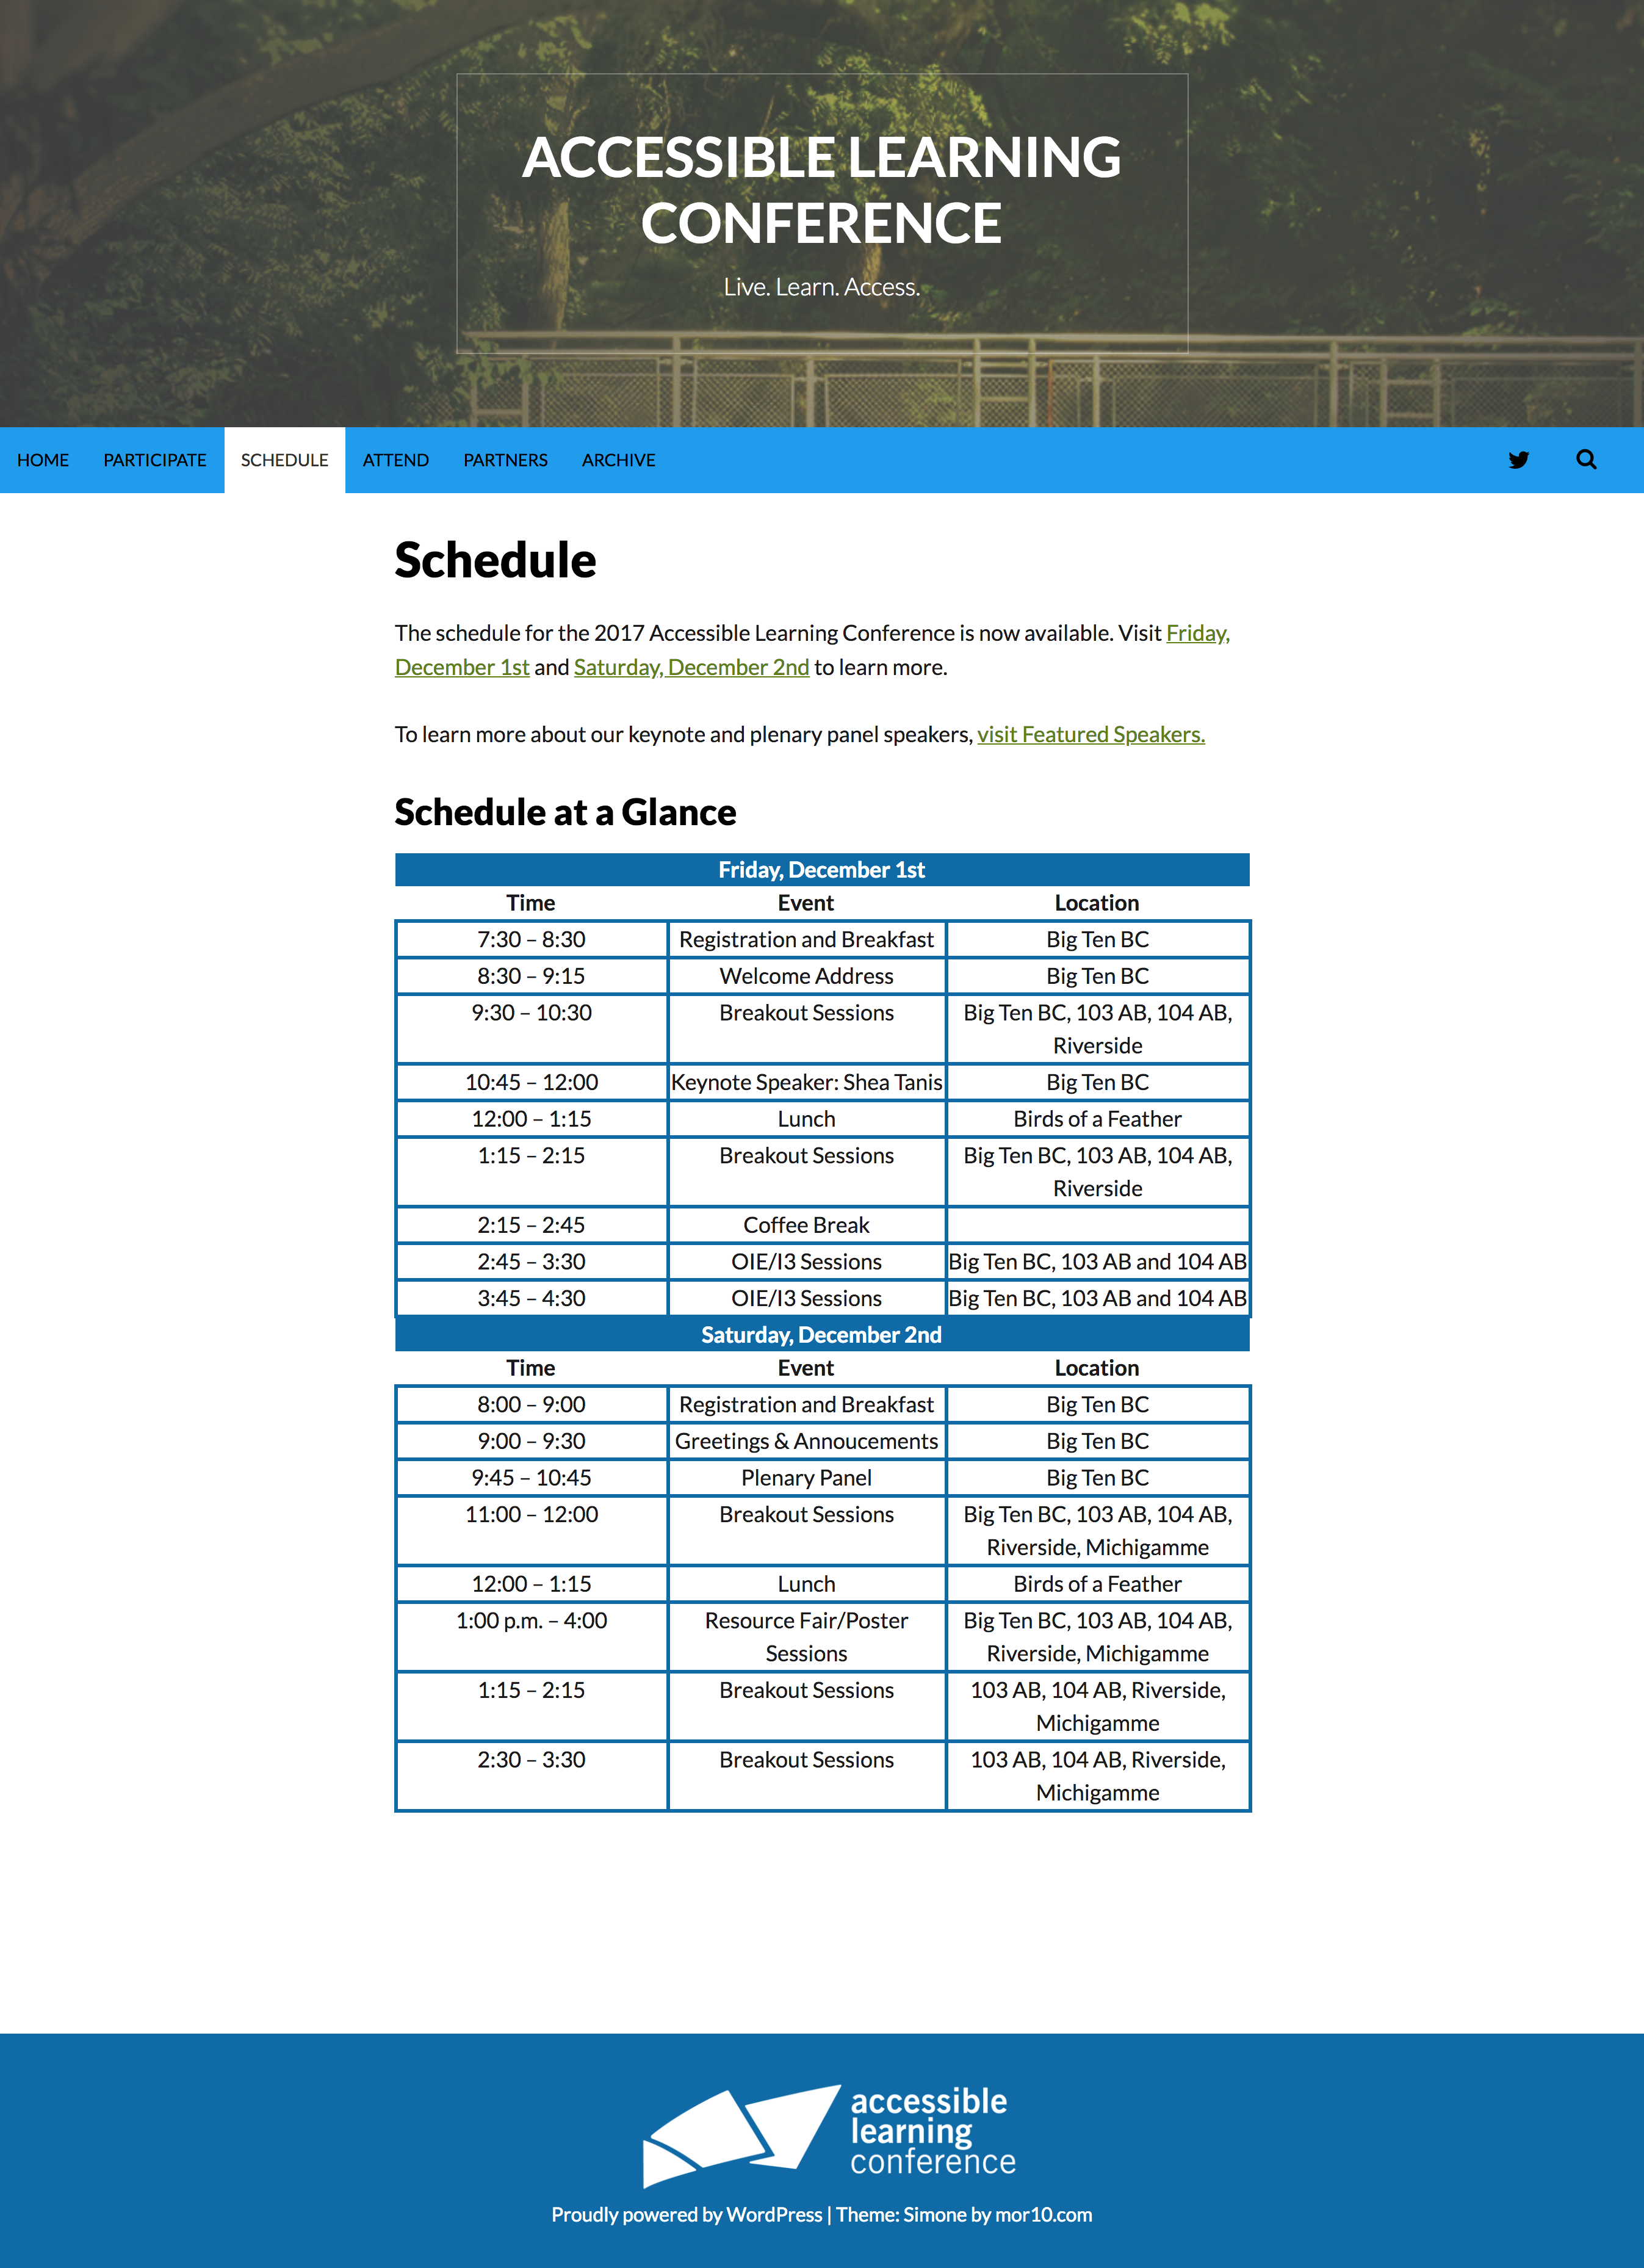 ACCESSIBLE LEARNING
CONFERENCE
Live. Learn. Access.
HOME PARTICIPATE SCHEDULE ATTEND PARTNERS ARCHIVE
Schedule
The schedule for the 2017 Accessible Learning Conference is now available. Visit Friday,
December 1st and Saturday, December 2nd to learn more.
To learn more about our keynote and plenary panel speakers, visit Featured Speakers.
Schedule at a Glance
Friday, December 1st
Time Event Location
7:30 – 8:30 Registration and Breakfast Big Ten BC
8:30 – 9:15 Welcome Address Big Ten BC
9:30 – 10:30 Breakout Sessions Big Ten BC, 103 AB, 104 AB,
Riverside
10:45 – 12:00 Keynote Speaker: Shea Tanis Big Ten BC
12:00 – 1:15 Lunch Birds of a Feather
1:15 – 2:15 Breakout Sessions Big Ten BC, 103 AB, 104 AB,
Riverside
2:15 – 2:45 Coffee Break
2:45 – 3:30 OIE/I3 Sessions Big Ten BC, 103 AB and 104 AB
3:45 – 4:30 OIE/I3 Sessions Big Ten BC, 103 AB and 104 AB
Saturday, December 2nd
Time Event Location
8:00 – 9:00 Registration and Breakfast Big Ten BC
9:00 – 9:30 Greetings & Annoucements Big Ten BC
9:45 – 10:45 Plenary Panel Big Ten BC
11:00 – 12:00 Breakout Sessions Big Ten BC, 103 AB, 104 AB,
Riverside, Michigamme
12:00 – 1:15 Lunch Birds of a Feather
1:00 p.m. – 4:00 Resource Fair/Poster Big Ten BC, 103 AB, 104 AB,
Sessions Riverside, Michigamme
1:15 – 2:15 Breakout Sessions 103 AB, 104 AB, Riverside,
Michigamme
2:30 – 3:30 Breakout Sessions 103 AB, 104 AB, Riverside,
Michigamme
accessible
learning
conference
Proudly powered by WordPress | Theme: Simone by mor10.com